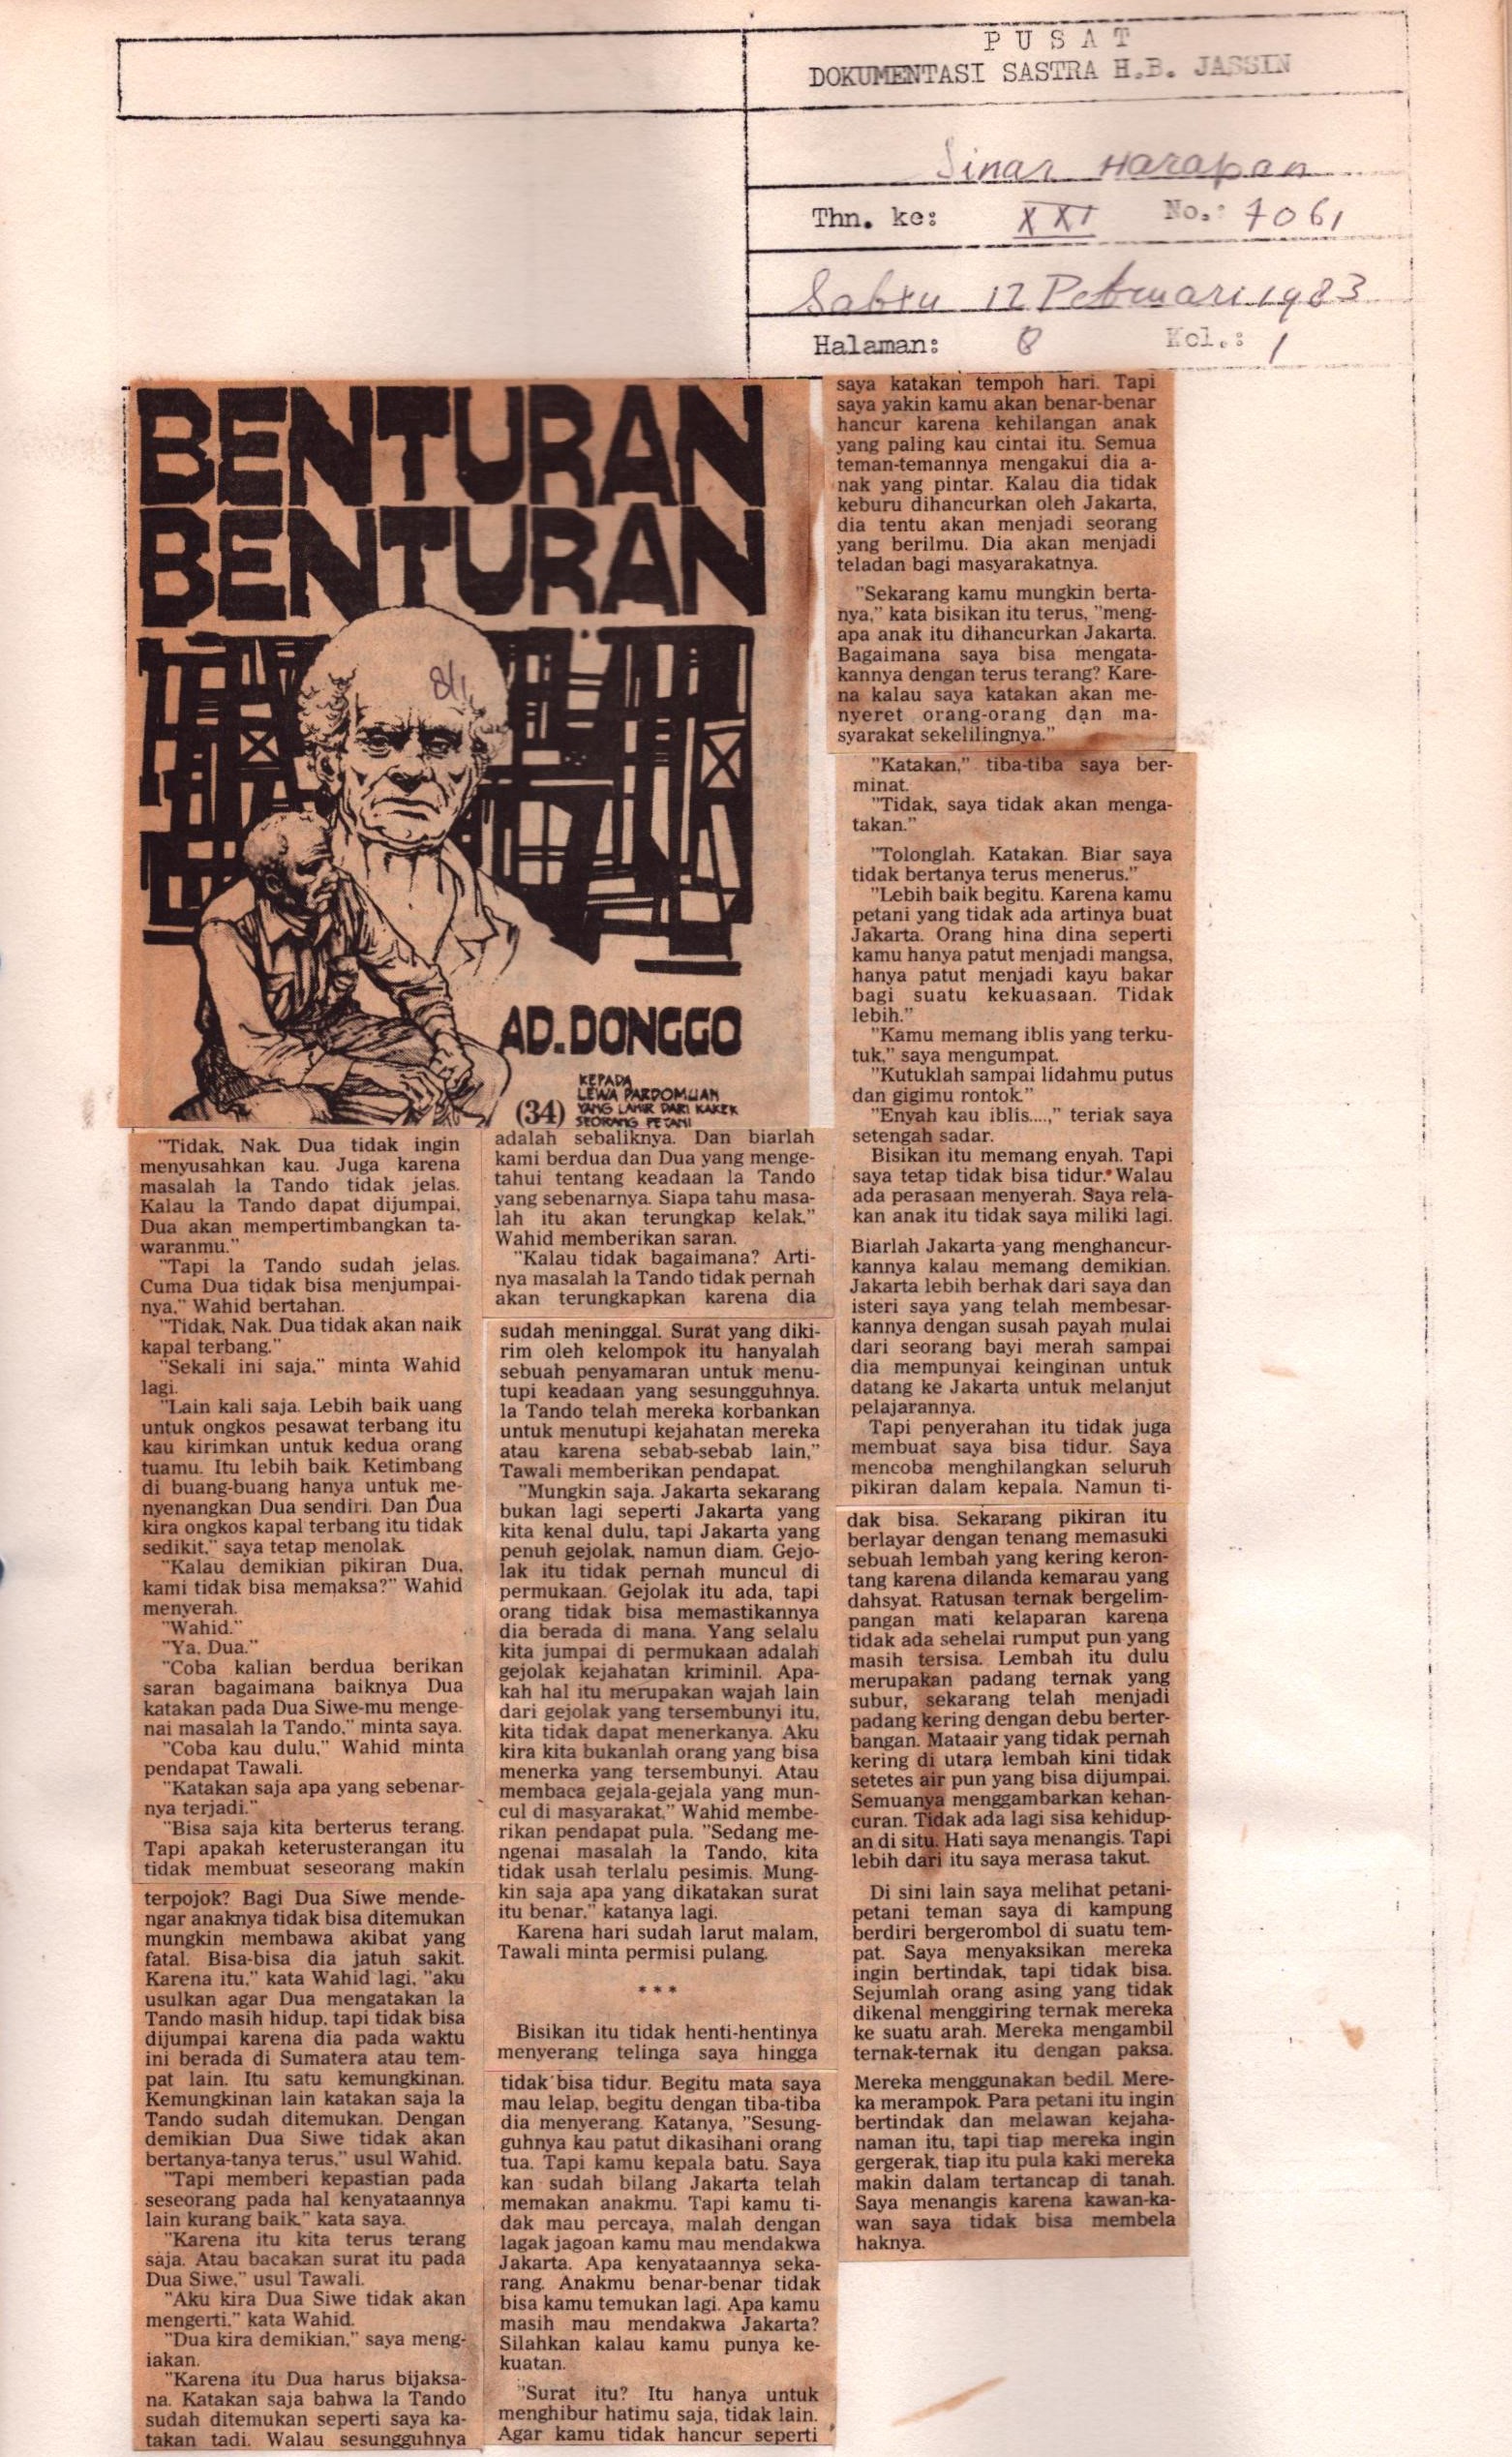 PUSAT
DOKUMENTASI SASTRA H.B. JASSIN
Sinar Harapan
Thn. ke: XXI No.: 7061
Sabtu 12 Pebruari 1983
Halaman: 8 Kol.: 1
BENTURAN
BENTURAN
AD. DONGGO
KEPADA
LEWA PARDOMUAN
YANG LAHIR DARI KAKEK
SEORANG PETANI
(34)
"Tidak, Nak. Dua tidak ingin
menyusahkan kau. Juga karena
masalah la Tando tidak jelas.
Kalau la Tando dapat dijumpai,
Dua akan mempertimbangkan ta-
waranmu."
"Tapi la Tando sudah jelas.
Cuma Dua tidak bisa menjumpai-
nya," Wahid bertahan.
"Tidak, Nak. Dua tidak akan naik
kapal terbang."
"Sekali ini saja," minta Wahid
lagi.
"Lain kali saja. Lebih baik uang
untuk ongkos pesawat terbang itu
kau kirimkan untuk kedua orang
tuamu. Itu lebih baik. Ketimbang
di buang-buang hanya untuk me-
nyenangkan Dua sendiri. Dan Dua
kira ongkos kapal terbang itu tidak
sedikit," saya tetap menolak.
"Kalau demikian pikiran Dua,
kami tidak bisa memaksa?" Wahid
menyerah.
"Wahid."
"Ya, Dua."
"Coba kalian berdua berikan
saran bagaimana baiknya Dua
katakan pada Dua Siwe-mu menge-
nai masalah la Tando," minta saya.
"Coba kau dulu," Wahid minta
pendapat Tawali.
"Katakan saja apa yang sebenar-
nya terjadi."
"Bisa saja kita berterus terang.
Tapi apakah keterusterangan itu
tidak membuat seseorang makin
terpojok? Bagi Dua Siwe mende-
ngar anaknya tidak bisa ditemukan
mungkin membawa akibat yang
fatal. Bisa-bisa dia jatuh sakit.
Karena itu," kata Wahid lagi, "aku
usulkan agar Dua mengatakan la
Tando masih hidup, tapi tidak bisa
dijumpai karena dia pada waktu
ini berada di Sumatera atau tem-
pat lain. Itu satu kemungkinan.
Kemungkinan lain katakan saja la
Tando sudah ditemukan. Dengan
demikian Dua Siwe tidak akan
bertanya-tanya terus," usul Wahid.
"Tapi memberi kepastian pada
seseorang pada hal kenyataannya
lain kurang baik," kata saya.
"Karena itu kita terus terang
saja. Atau bacakan surat itu pada
Dua Siwe," usul Tawali.
"Aku kira Dua Siwe tidak akan
mengerti," kata Wahid.
"Dua kira demikian," saya meng-
iakan.
"Karena itu Dua harus bijaksa-
na. Katakan saja bahwa la Tando
sudah ditemukan seperti saya ka-
takan tadi. Walau sesungguhnya
adalah sebaliknya. Dan biarlah
kami berdua dan Dua yang menge-
tahui tentang keadaan la Tando
yang sebenarnya. Siapa tahu masa-
lah itu akan terungkap kelak."
Wahid memberikan saran.
"Kalau tidak bagaimana? Arti-
nya masalah la Tando tidak pernah
akan terungkapkan karena dia
sudah meninggal. Surat yang diki-
rim oleh kelompok itu hanyalah
sebuah penyamaran untuk menu-
tupi keadaan yang sesungguhnya.
la Tando telah mereka korbankan
untuk menutupi kejahatan mereka
atau karena sebab-sebab lain,"
Tawali memberikan pendapat.
"Mungkin saja. Jakarta sekarang
bukan lagi seperti Jakarta yang
kita kenal dulu, tapi Jakarta yang
penuh gejolak, namun diam. Gejo-
lak itu tidak pernah muncul di
permukaan. Gejolak itu ada, tapi
orang tidak bisa memastikannya
dia berada di mana. Yang selalu
kita jumpai di permukaan adalah
gejolak kejahatan kriminil. Apa-
kah hal itu merupakan wajah lain
dari gejolak yang tersembunyi itu,
kita tidak dapat menerkanya. Aku
kira kita bukanlah orang yang bisa
menerka yang tersembunyi. Atau
membaca gejala-gejala yang mun-
cul di masyarakat," Wahid membe-
rikan pendapat pula. "Sedang me-
ngenai masalah la Tando, kita
tidak usah terlalu pesimis. Mung-
kin saja apa yang dikatakan surat
itu benar," katanya lagi.
Karena hari sudah larut malam,
Tawali minta permisi pulang.
* * *
Bisikan itu tidak henti-hentinya
menyerang telinga saya hingga
tidak bisa tidur. Begitu mata saya
mau lelap, begitu dengan tiba-tiba
dia menyerang. Katanya, "Sesung-
guhnya kau patut dikasihani orang
tua. Tapi kamu kepala batu. Saya
kan sudah bilang Jakarta telah
memakan anakmu. Tapi kamu ti-
dak mau percaya, malah dengan
lagak jagoan kamu mau mendakwa
Jakarta. Apa kenyataannya seka-
rang. Anakmu benar-benar tidak
bisa kamu temukan lagi. Apa kamu
masih mau mendakwa Jakarta?
Silahkan kalau kamu punya ke-
kuatan.
"Surat itu? Itu hanya untuk
menghibur hatimu saja, tidak lain.
Agar kamu tidak hancur seperti
saya katakan tempoh hari. Tapi
saya yakin kamu akan benar-benar
hancur karena kehilangan anak
yang paling kau cintai itu. Semua
teman-temannya mengakui dia a-
nak yang pintar. Kalau dia tidak
keburu dihancurkan oleh Jakarta,
dia tentu akan menjadi seorang
yang berilmu. Dia akan menjadi
teladan bagi masyarakatnya.
"Sekarang kamu mungkin berta-
nya," kata bisikan itu terus, "meng-
apa anak itu dihancurkan Jakarta.
Bagaimana saya bisa mengata-
kannya dengan terus terang? Kare-
na kalau saya katakan akan me-
nyeret orang-orang dan ma-
syarakat sekelilingnya."
"Katakan," tiba-tiba saya ber-
minat.
"Tidak, saya tidak akan menga-
takan."
"Tolonglah. Katakan. Biar saya
tidak bertanya terus menerus."
"Lebih baik begitu. Karena kamu
petani yang tidak ada artinya buat
Jakarta. Orang hina dina seperti
kamu hanya patut menjadi mangsa,
hanya patut menjadi kayu bakar
bagi suatu kekuasaan. Tidak
lebih."
"Kamu memang iblis yang terku-
tuk," saya mengumpat.
"Kutuklah sampai lidahmu putus
dan gigimu rontok."
"Enyah kau iblis....," teriak saya
setengah sadar.
Bisikan itu memang enyah. Tapi
saya tetap tidak bisa tidur. Walau
ada perasaan menyerah. Saya rela-
kan anak itu tidak saya miliki lagi.
Biarlah Jakarta yang menghancur-
kannya kalau memang demikian.
Jakarta lebih berhak dari saya dan
isteri saya yang telah membesar-
kannya dengan susah payah mulai
dari seorang bayi merah sampai
dia mempunyai keinginan untuk
datang ke Jakarta untuk melanjut
pelajarannya.
Tapi penyerahan itu tidak juga
membuat saya bisa tidur. Saya
mencoba menghilangkan seluruh
pikiran dalam kepala. Namun ti-
dak bisa. Sekarang pikiran itu
berlayar dengan tenang memasuki
sebuah lembah yang kering keron-
tang karena dilanda kemarau yang
dahsyat. Ratusan ternak bergelim-
pangan mati kelaparan karena
tidak ada sehelai rumput pun yang
masih tersisa. Lembah itu dulu
merupakan padang ternak yang
subur, sekarang telah menjadi
padang kering dengan debu berter-
bangan. Mataair yang tidak pernah
kering di utara lembah kini tidak
setetes air pun yang bisa dijumpai.
Semuanya menggambarkan kehan-
curan. Tidak ada lagi sisa kehidup-
an di situ. Hati saya menangis. Tapi
lebih dari itu saya merasa takut.
Di sini lain saya melihat petani-
petani teman saya di kampung
berdiri bergerombol di suatu tem-
pat. Saya menyaksikan mereka
ingin bertindak, tapi tidak bisa.
Sejumlah orang asing yang tidak
dikenal menggiring ternak mereka
ke suatu arah. Mereka mengambil
ternak-ternak itu dengan paksa.
Mereka menggunakan bedil. Mere-
ka merampok. Para petani itu ingin
bertindak dan melawan kejaha-
naman itu, tapi tiap mereka ingin
gergerak, tiap itu pula kaki mereka
makin dalam tertancap di tanah.
Saya menangis karena kawan-ka-
wan saya tidak bisa membela
haknya.